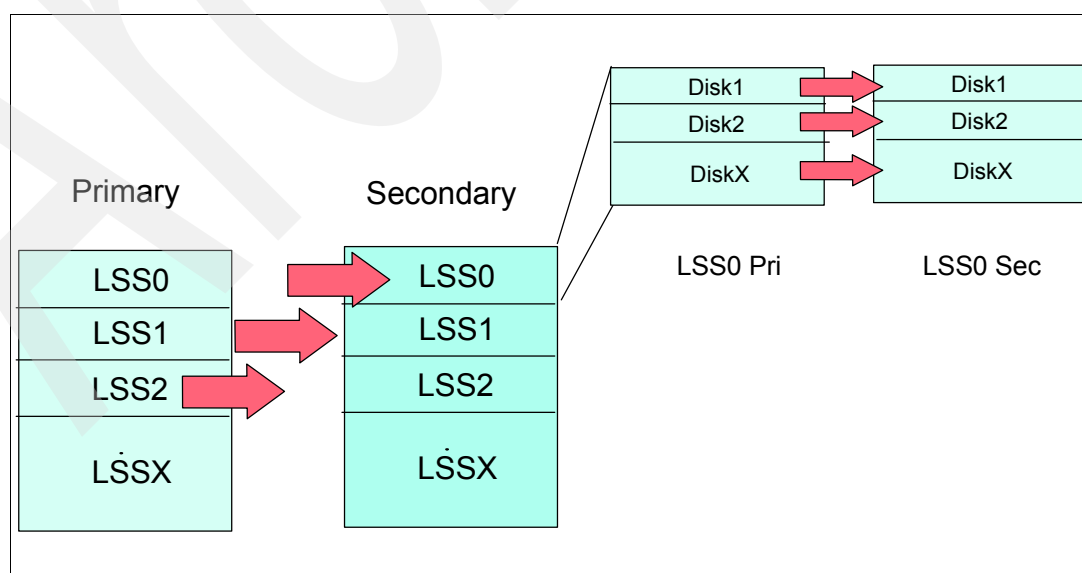 Primary
LSS0
LSS1
LSS2
LSSX
Secondary
LSS0
LSS1
LSS2
LSSX
Disk1
Disk2
DiskX
LSS0 Pri
Disk1
Disk2
DiskX
LSS0 Sec